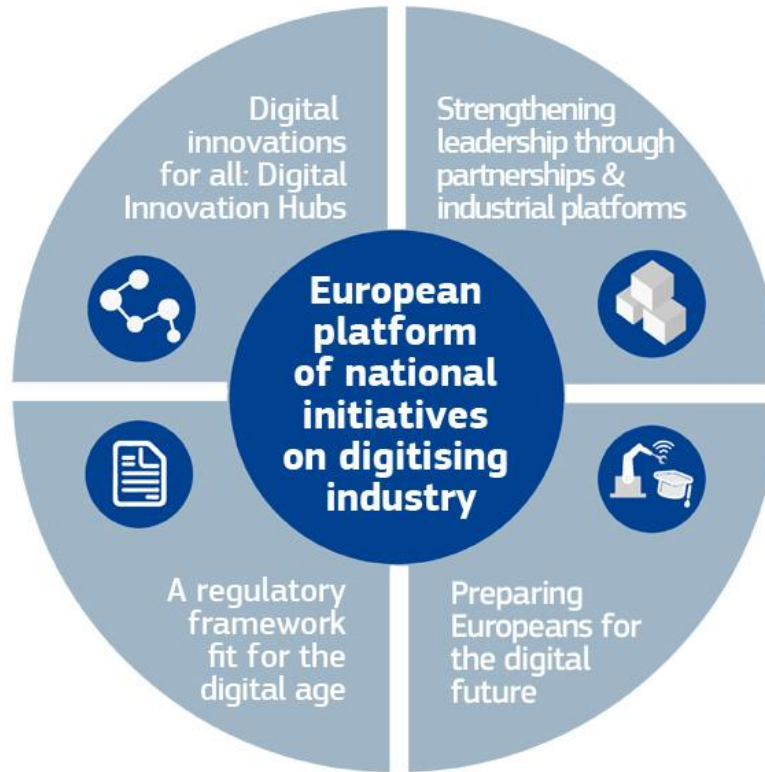 Digital
innovations
for all: Digital
Innovation Hubs
Strengthening
leadership through
partnerships &
industrial platforms
European
platform
of national
initiatives
on digitising
industry
A regulatory
framework
fit for the
digital age
Preparing
Europeans for
the digital
future